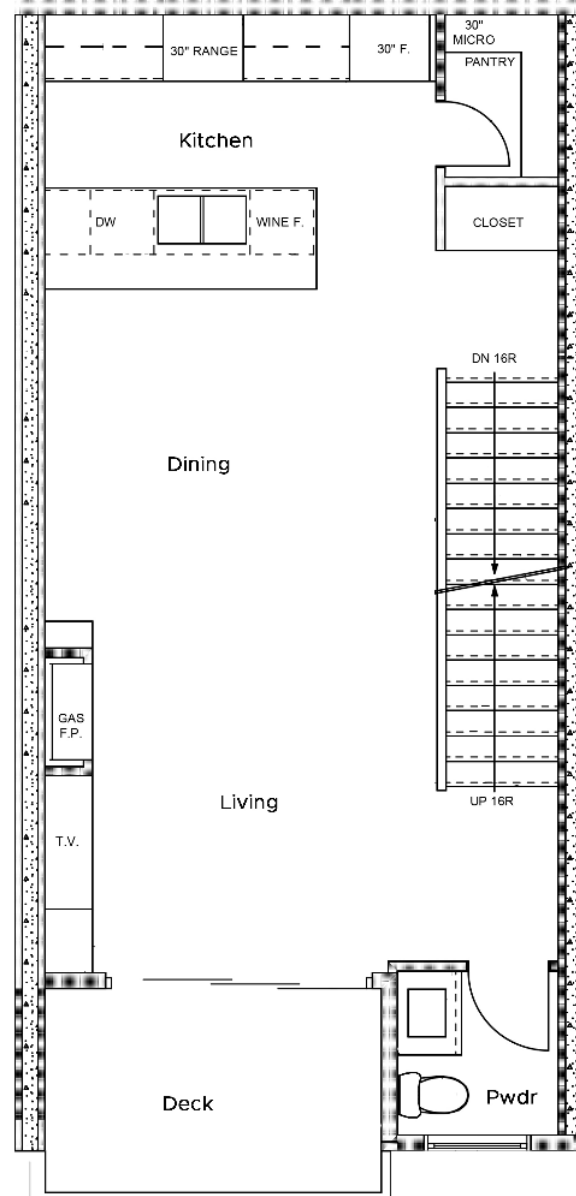 30"
MICRO
PANTRY
30" RANGE
30" F.
Kitchen
DW
WINE F.
CLOSET
DN 16R
Dining
GAS
F.P.
Living
UP 16R
T.V.
Deck
Pwdr